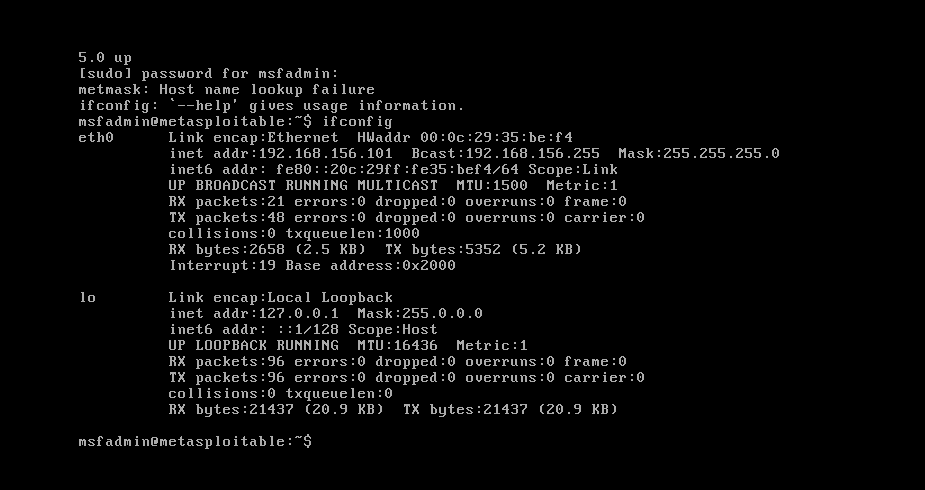 5.0 up
[sudo] password for msfadmin:
metmask: Host name lookup failure
ifconfig: `--help' gives usage information.
msfadmin@metasploitable:~$ ifconfig
eth0      Link encap:Ethernet  HWaddr 00:0c:29:35:be:f4
          inet addr:192.168.156.101  Bcast:192.168.156.255  Mask:255.255.255.0
          inet6 addr: fe80::20c:29ff:fe35:bef4/64 Scope:Link
          UP BROADCAST RUNNING MULTICAST  MTU:1500  Metric:1
          RX packets:21 errors:0 dropped:0 overruns:0 frame:0
          TX packets:48 errors:0 dropped:0 overruns:0 carrier:0
          collisions:0 txqueuelen:1000
          RX bytes:2658 (2.5 KB)  TX bytes:5352 (5.2 KB)
          Interrupt:19 Base address:0x2000
lo        Link encap:Local Loopback
          inet addr:127.0.0.1  Mask:255.0.0.0
          inet6 addr: ::1/128 Scope:Host
          UP LOOPBACK RUNNING  MTU:16436  Metric:1
          RX packets:96 errors:0 dropped:0 overruns:0 frame:0
          TX packets:96 errors:0 dropped:0 overruns:0 carrier:0
          collisions:0 txqueuelen:0
          RX bytes:21437 (20.9 KB)  TX bytes:21437 (20.9 KB)
msfadmin@metasploitable:~$